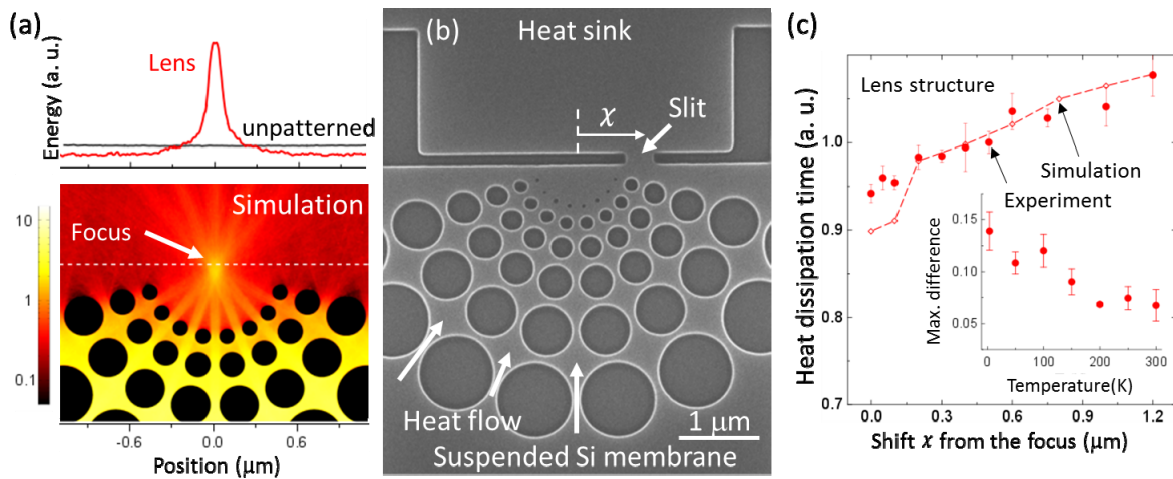 (a)
Energy (a. u.)
Lens
unpatterned
Simulation
Focus
10
1
0.1
-0.6
0.0
0.6
Position (μm)
(b)
Heat sink
x
Slit
Heat flow
1 μm
Suspended Si membrane
(c)
Heat dissipation time (a. u.)
1.0
0.9
0.8
0.7
Lens structure
Simulation
Experiment
Max. difference
0.15
0.10
0.05
0
100
200
300
Temperature(K)
0.0
0.3
0.6
0.9
1.2
Shift x from the focus (μm)